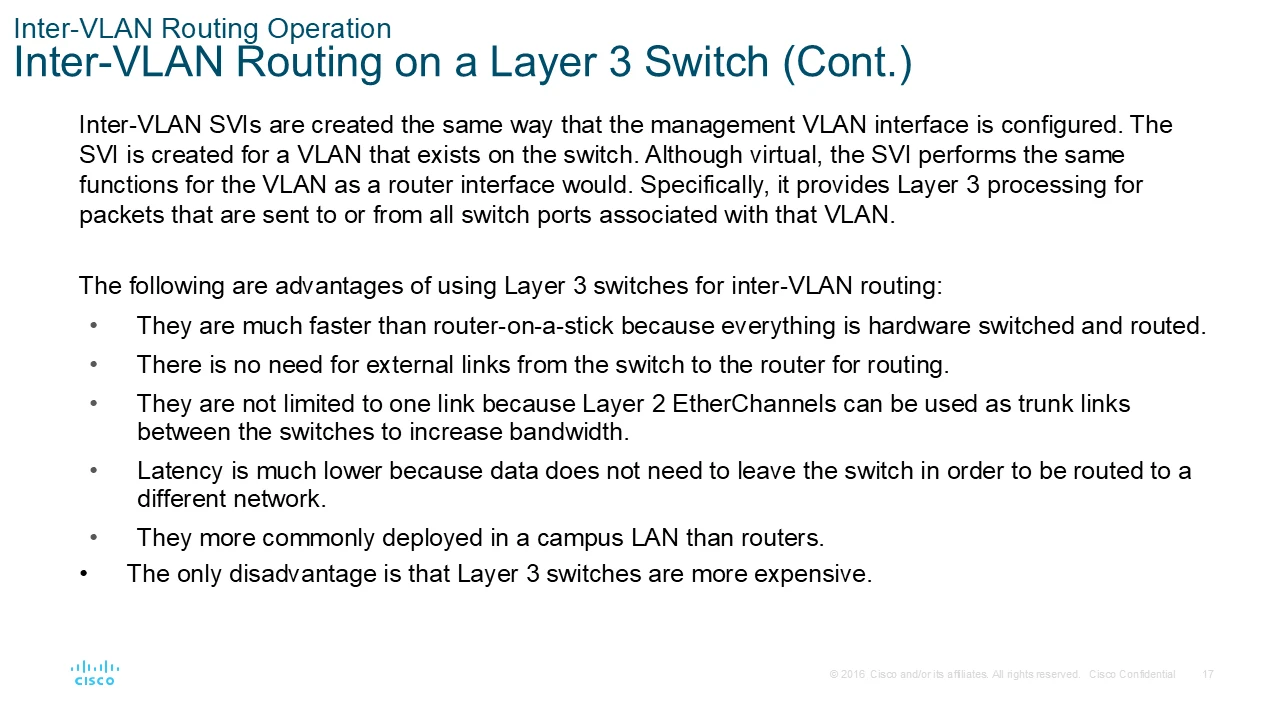 Inter-VLAN Routing Operation
Inter-VLAN Routing on a Layer 3 Switch (Cont.)
Inter-VLAN SVIs are created the same way that the management VLAN interface is configured. The
SVI is created for a VLAN that exists on the switch. Although virtual, the SVI performs the same
functions for the VLAN as a router interface would. Specifically, it provides Layer 3 processing for
packets that are sent to or from all switch ports associated with that VLAN.
The following are advantages of using Layer 3 switches for inter-VLAN routing:
• They are much faster than router-on-a-stick because everything is hardware switched and routed.
• There is no need for external links from the switch to the router for routing.
• They are not limited to one link because Layer 2 EtherChannels can be used as trunk links
between the switches to increase bandwidth.
• Latency is much lower because data does not need to leave the switch in order to be routed to a
different network.
• They more commonly deployed in a campus LAN than routers.
• The only disadvantage is that Layer 3 switches are more expensive.
CISCO
© 2016 Cisco and/or its affiliates. All rights reserved. Cisco Confidential 17